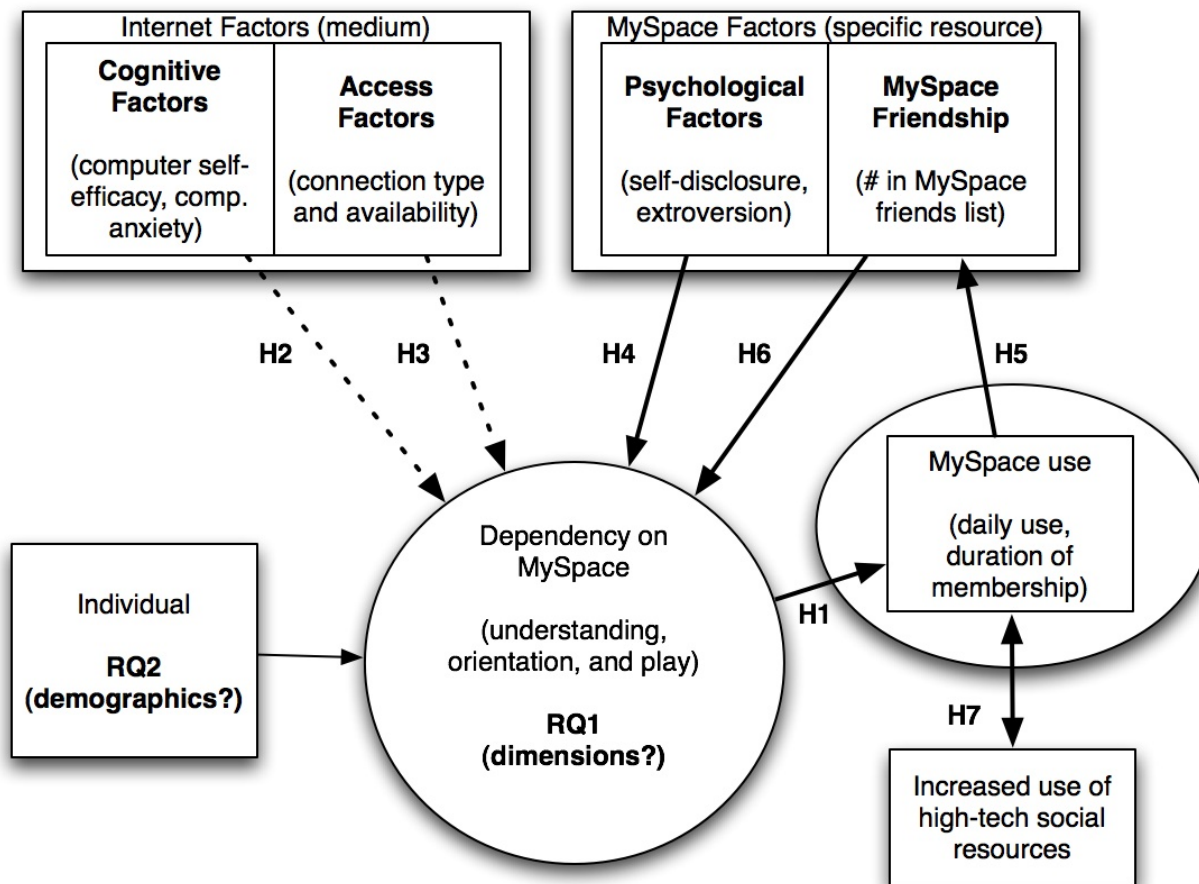 Internet Factors (medium)
Cognitive
Factors
(computer self-
efficacy, comp.
anxiety)
Access
Factors
(connection type
and availability)
MySpace Factors (specific resource)
Psychological
Factors
(self-disclosure,
extroversion)
MySpace
Friendship
(# in MySpace
friends list)
H2
H3
H4
H6
H5
Individual
RQ2
(demographics?)
Dependency on
MySpace
(understanding,
orientation, and play)
RQ1
(dimensions?)
H1
MySpace use
(daily use,
duration of
membership)
H7
Increased use of
high-tech social
resources